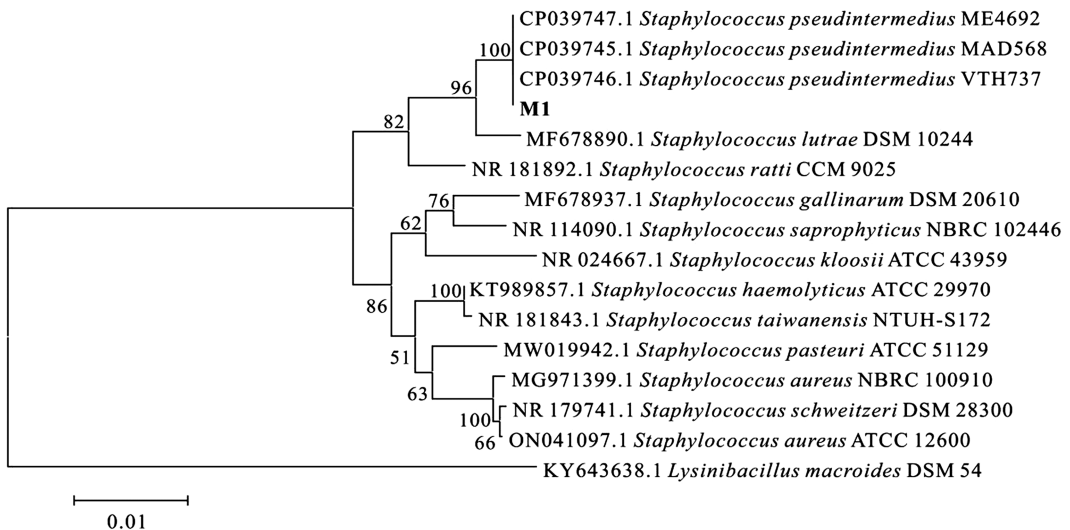 CP039747.1 Staphylococcus pseudintermedius ME4692
CP039745.1 Staphylococcus pseudintermedius MAD568
100
CP039746.1 Staphylococcus pseudintermedius VTH737
96
M1
82
MF678890.1 Staphylococcus lutrae DSM 10244
NR 181892.1 Staphylococcus ratti CCM 9025
MF678937.1 Staphylococcus gallinarum DSM 20610
76
62
NR 114090.1 Staphylococcus saprophyticus NBRC 102446
NR 024667.1 Staphylococcus kloosii ATCC 43959
100
KT989857.1 Staphylococcus haemolyticus ATCC 29970
86
NR 181843.1 Staphylococcus taiwanensis NTUH-S172
MW019942.1 Staphylococcus pasteuri ATCC 51129
51
MG971399.1 Staphylococcus aureus NBRC 100910
63
NR 179741.1 Staphylococcus schweitzeri DSM 28300
100
66
ON041097.1 Staphylococcus aureus ATCC 12600
KY643638.1 Lysinibacillus macroides DSM 54
0.01